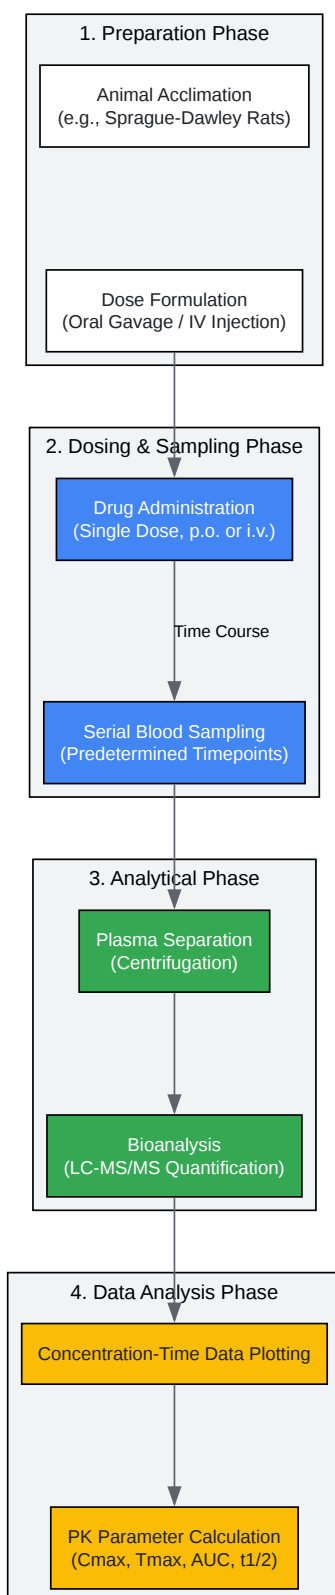 1. Preparation Phase
Animal Acclimation
(e.g., Sprague-Dawley Rats)
Dose Formulation
(Oral Gavage / IV Injection)
2. Dosing & Sampling Phase
Drug Administration
(Single Dose, p.o. or i.v.)
Time Course
Serial Blood Sampling
(Predetermined Timepoints)
3. Analytical Phase
Plasma Separation
(Centrifugation)
Bioanalysis
(LC-MS/MS Quantification)
4. Data Analysis Phase
Concentration-Time Data Plotting
PK Parameter Calculation
(Cmax, Tmax, AUC, t1/2)